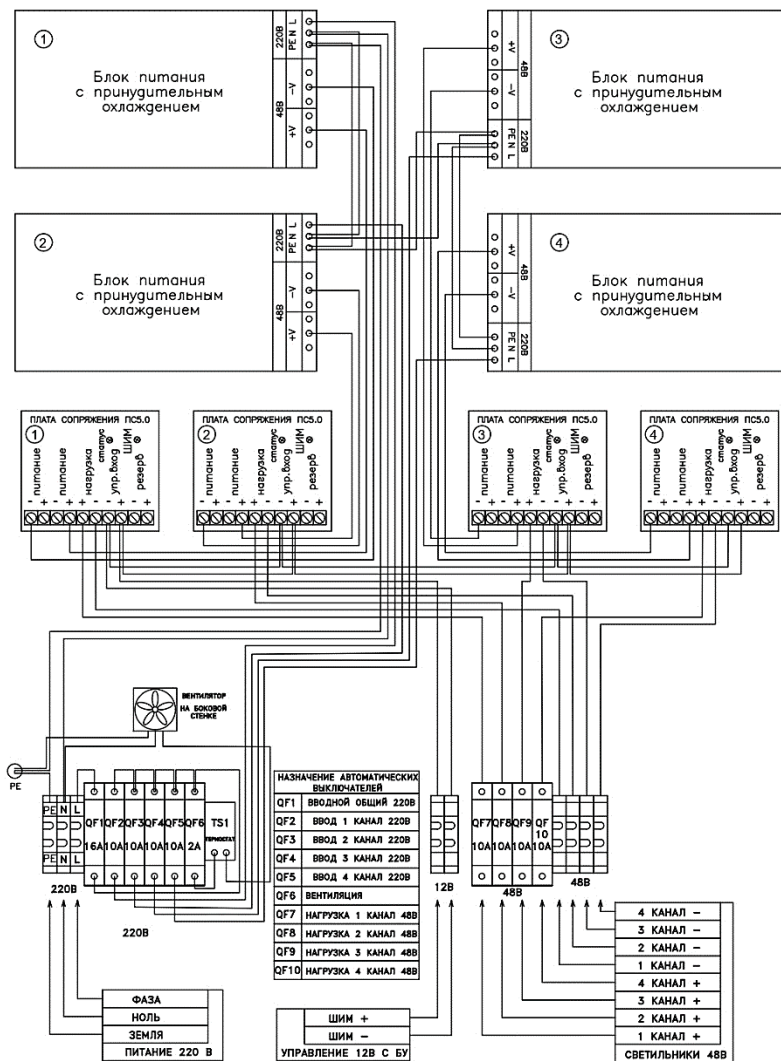 1
Блок питания
с принудительным
охлаждением
220В
PE N L
48В
-V
+V
3
Блок питания
с принудительным
охлаждением
+V
48В
-V
PE N L
220В
2
Блок питания
с принудительным
охлаждением
220В
PE N L
48В
-V
+V
4
Блок питания
с принудительным
охлаждением
+V
48В
-V
PE N L
220В
ПЛАТА СОПРЯЖЕНИЯ ПС5.0
1
питание
питание
нагрузка
статус
упр.вход
ШИМ
резерв
- + - + + - - + - +
ПЛАТА СОПРЯЖЕНИЯ ПС5.0
2
питание
питание
нагрузка
статус
упр.вход
ШИМ
резерв
- + - + + - - + - +
ПЛАТА СОПРЯЖЕНИЯ ПС5.0
3
питание
питание
нагрузка
статус
упр.вход
ШИМ
резерв
- + - + + - - + - +
ПЛАТА СОПРЯЖЕНИЯ ПС5.0
4
питание
питание
нагрузка
статус
упр.вход
ШИМ
резерв
- + - + + - - + - +
ВЕНТИЛЯТОР
НА БОКОВОЙ
СТЕНКЕ
PE
PE N L
PE N L
220В
QF1 QF2 QF3 QF4 QF5 QF6 TS1
ТЕРМОСТАТ
16А 10А 10А 10А 10А 2А
220В
НАЗНАЧЕНИЕ АВТОМАТИЧЕСКИХ
ВЫКЛЮЧАТЕЛЕЙ
QF1 ВВОДНОЙ ОБЩИЙ 220В
QF2 ВВОД 1 КАНАЛ 220В
QF3 ВВОД 2 КАНАЛ 220В
QF4 ВВОД 3 КАНАЛ 220В
QF5 ВВОД 4 КАНАЛ 220В
QF6 ВЕНТИЛЯЦИЯ
QF7 НАГРУЗКА 1 КАНАЛ 48В
QF8 НАГРУЗКА 2 КАНАЛ 48В
QF9 НАГРУЗКА 3 КАНАЛ 48В
QF10 НАГРУЗКА 4 КАНАЛ 48В
12В
QF7 QF8 QF9 QF 10
10А 10А 10А 10А
48В
48В
ФАЗА
НОЛЬ
ЗЕМЛЯ
ПИТАНИЕ 220 В
ШИМ +
ШИМ -
УПРАВЛЕНИЕ 12В С БУ
4 КАНАЛ -
3 КАНАЛ -
2 КАНАЛ -
1 КАНАЛ -
4 КАНАЛ +
3 КАНАЛ +
2 КАНАЛ +
1 КАНАЛ +
СВЕТИЛЬНИКИ 48В